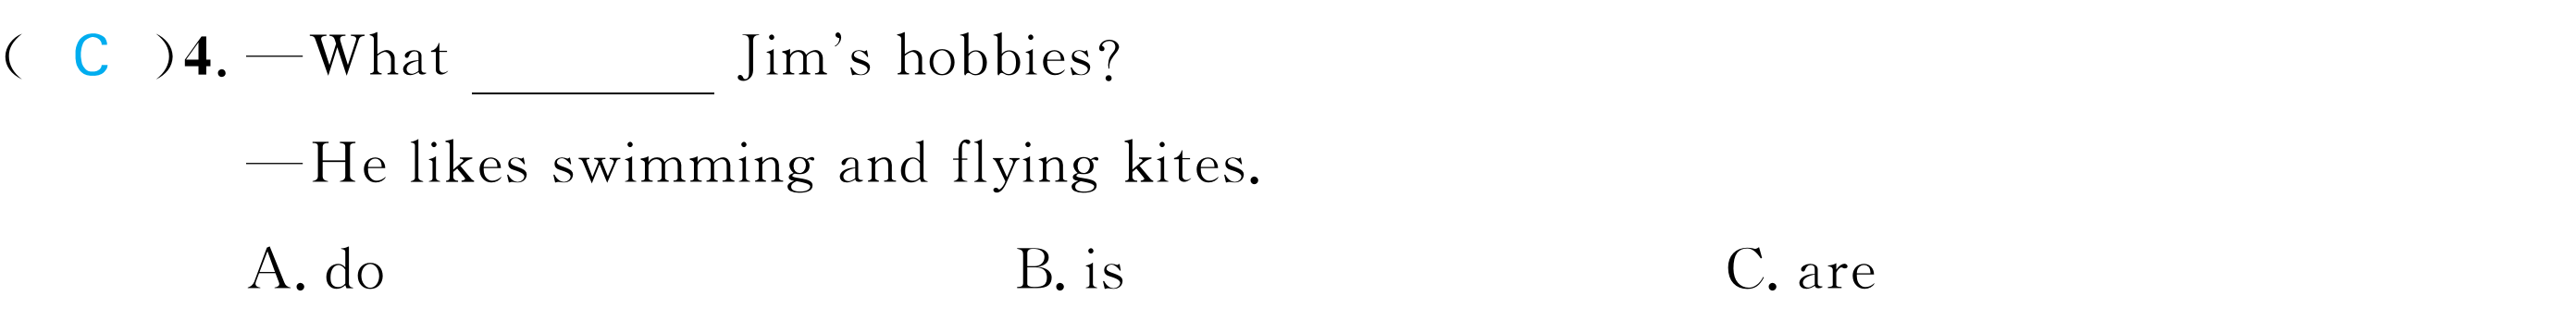 ( C )4. —What ________ Jim's hobbies?
—He likes swimming and flying kites.
A. do B. is C. are